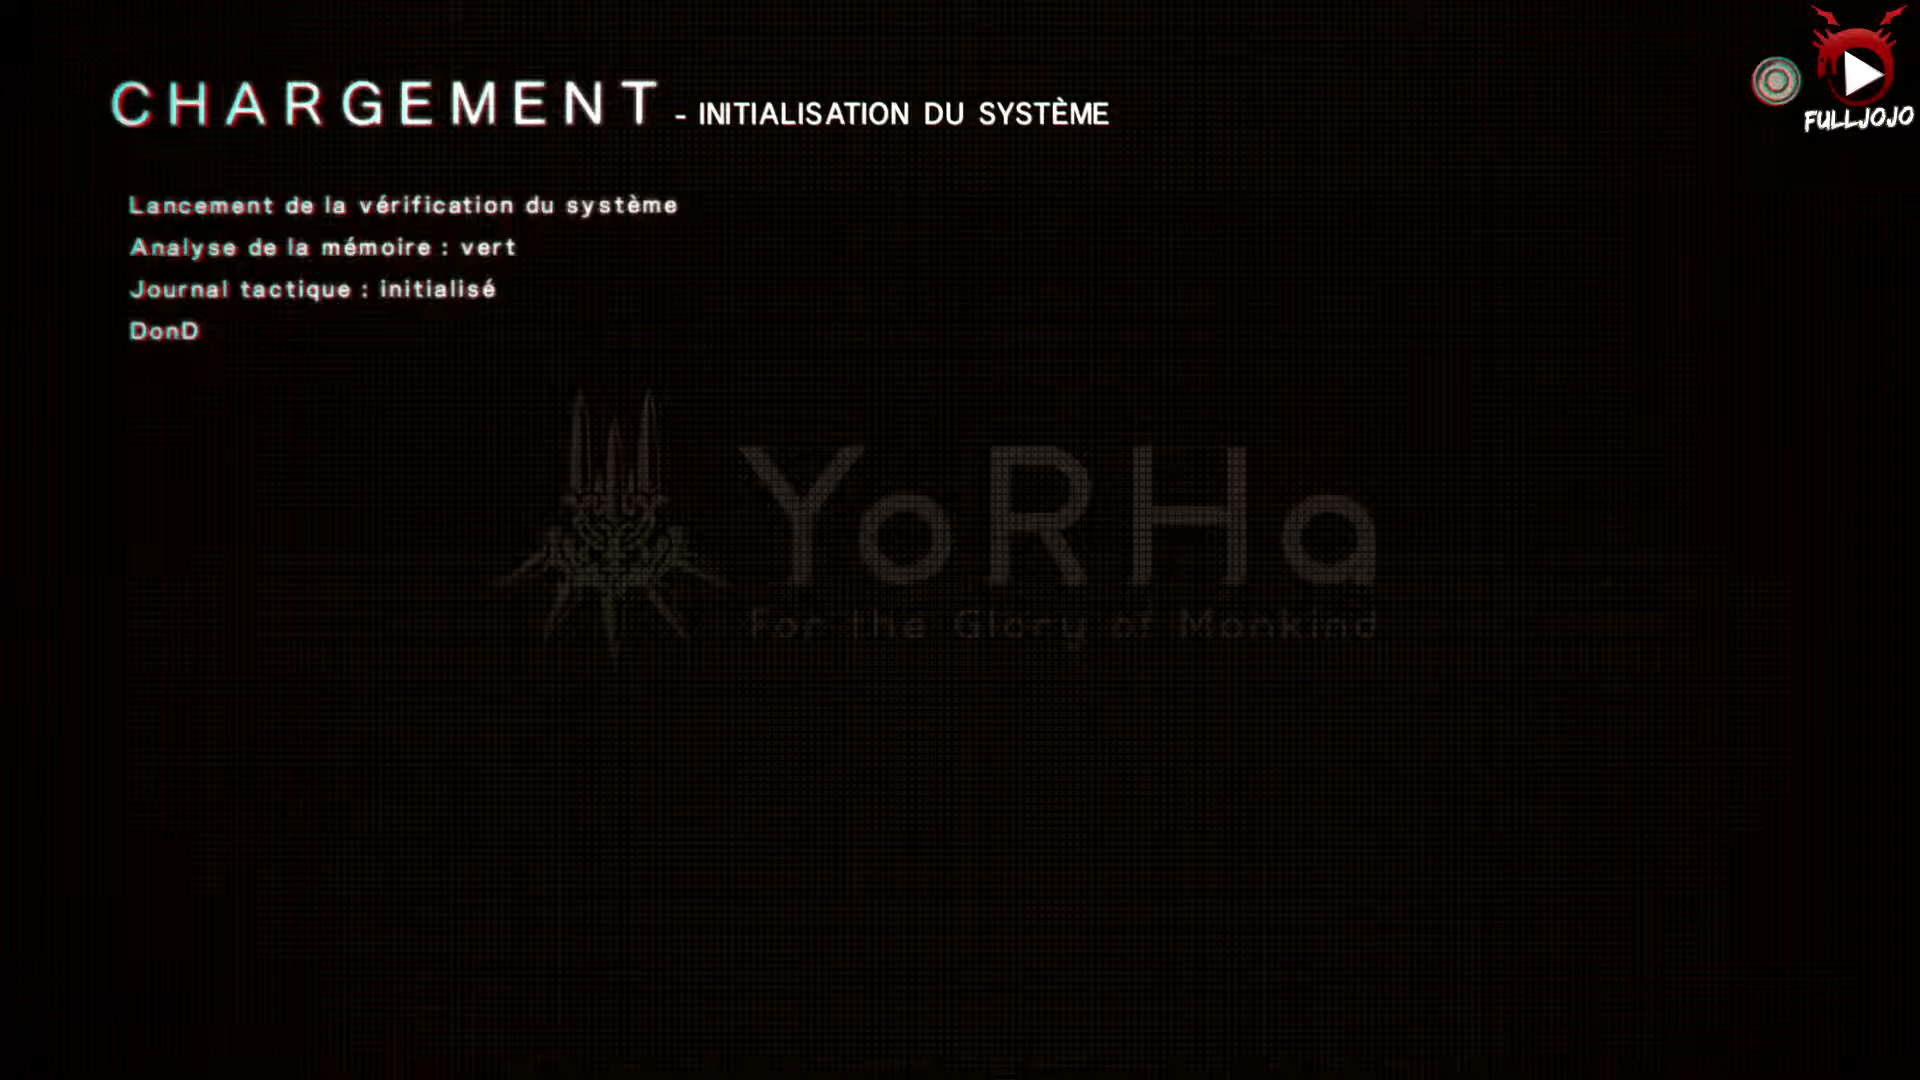 CHARGEMENT - INITIALISATION DU SYSTÈME
FULLJOJO
Lancement de la vérification du système
Analyse de la mémoire : vert
Journal tactique : initialisé
DonD
YoRHa
For the Glory of Mankind